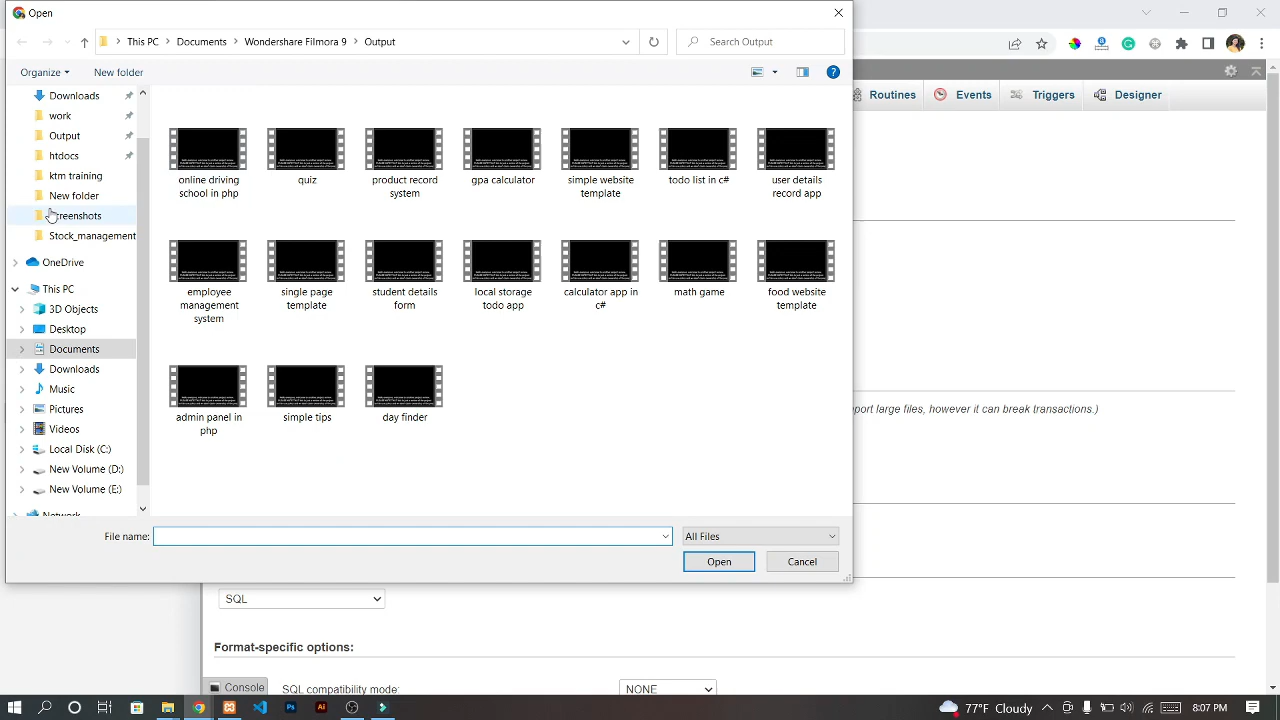 Open
This PC
Documents
Wondershare Filmora 9
Output
Search Output
Organize
New folder
Routines
Events
Triggers
Designer
Downloads
work
Output
htdocs
ktm training
New folder
screenshots
Stock_management
OneDrive
This PC
3D Objects
Desktop
Documents
Downloads
Music
Pictures
Videos
Local Disk (C:)
New Volume (D:)
New Volume (E:)
Network
online driving
school in php
quiz
product record
system
gpa calculator
simple website
template
todo list in c#
user details
record app
employee
management
system
single page
template
student details
form
local storage
todo app
calculator app in
c#
math game
food website
template
admin panel in
php
simple tips
day finder
port large files, however it can break transactions.)
File name:
All Files
Open
Cancel
SQL
Format-specific options:
Console
SQL compatibility mode:
NONE
77°F Cloudy
8:07 PM